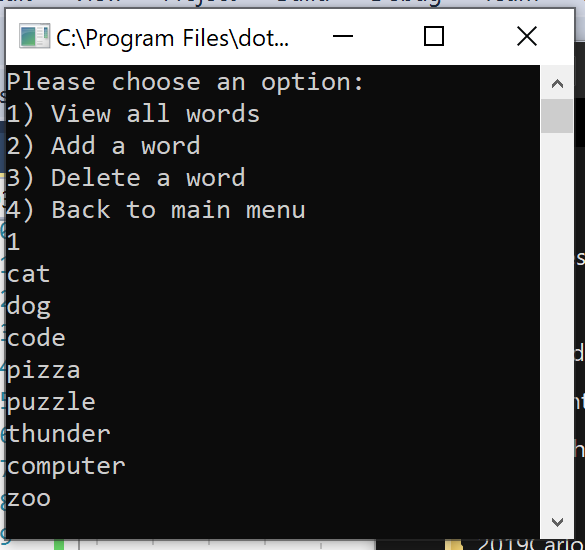 C:\Program Files\dot...
Please choose an option:
1) View all words
2) Add a word
3) Delete a word
4) Back to main menu
1
cat
dog
code
pizza
puzzle
thunder
computer
zoo
2019Carlo